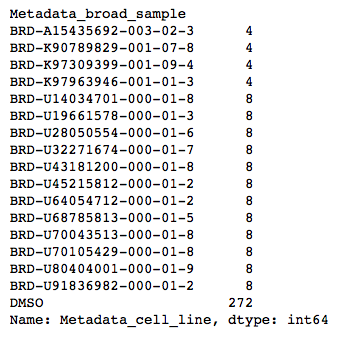 Metadata_broad_sample
BRD-A15435692-003-02-3 4
BRD-K90789829-001-07-8 4
BRD-K97309399-001-09-4 4
BRD-K97963946-001-01-3 4
BRD-U14034701-000-01-8 8
BRD-U19661578-000-01-3 8
BRD-U28050554-000-01-6 8
BRD-U32271674-000-01-7 8
BRD-U43181200-000-01-8 8
BRD-U45215812-000-01-2 8
BRD-U64054712-000-01-2 8
BRD-U68785813-000-01-5 8
BRD-U70043513-000-01-8 8
BRD-U70105429-000-01-8 8
BRD-U80404001-000-01-9 8
BRD-U91836982-000-01-2 8
DMSO 272
Name: Metadata_cell_line, dtype: int64